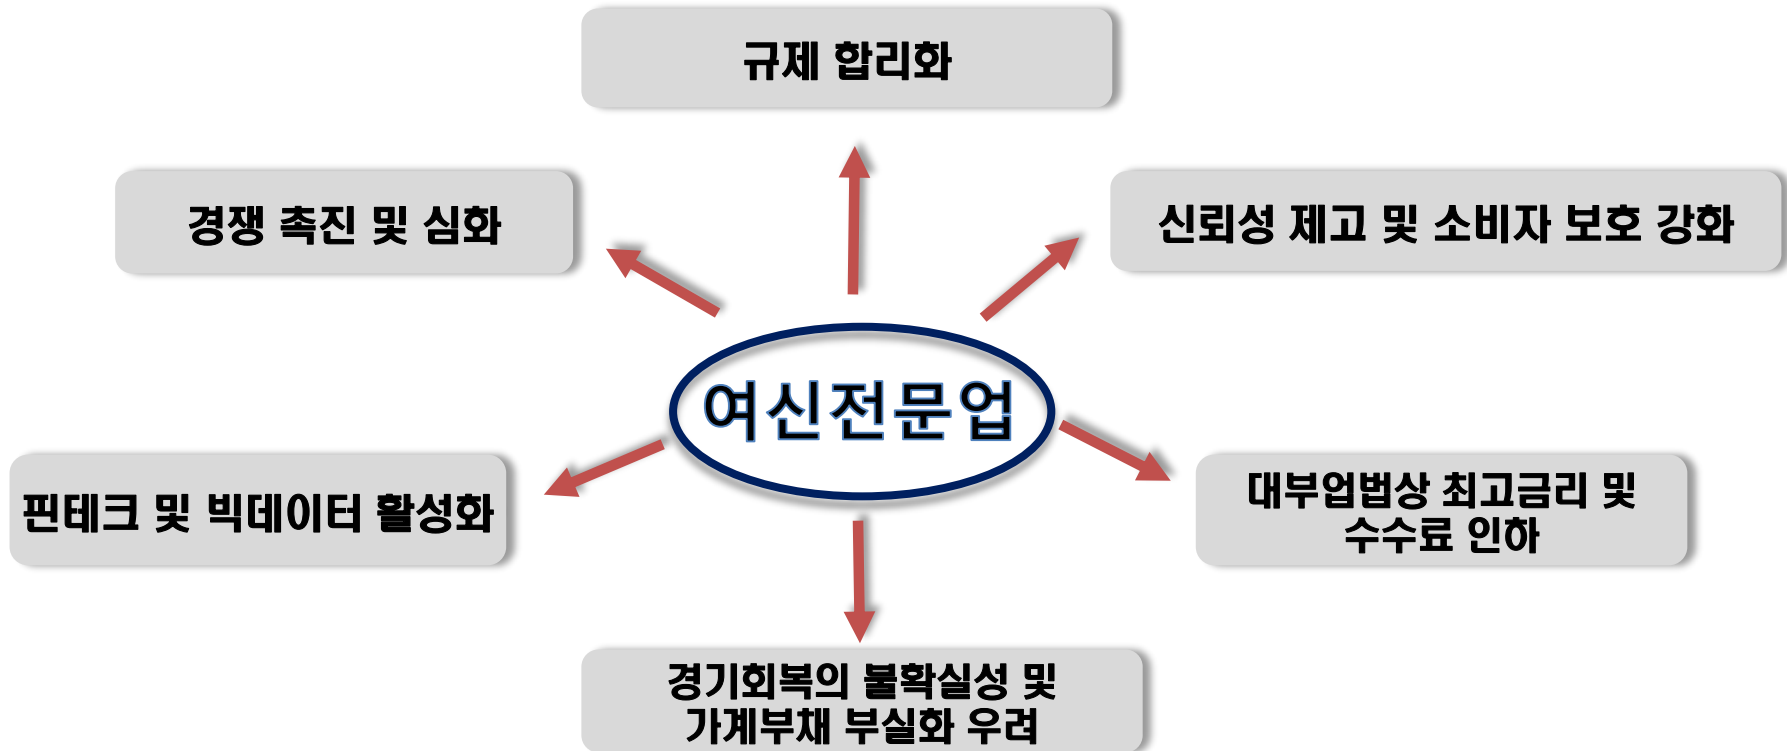 규제 합리화
경쟁 촉진 및 심화
신뢰성 제고 및 소비자 보호 강화
여신전문업
핀테크 및 빅데이터 활성화
대부업법상 최고금리 및
수수료 인하
경기회복의 불확실성 및
가계부채 부실화 우려